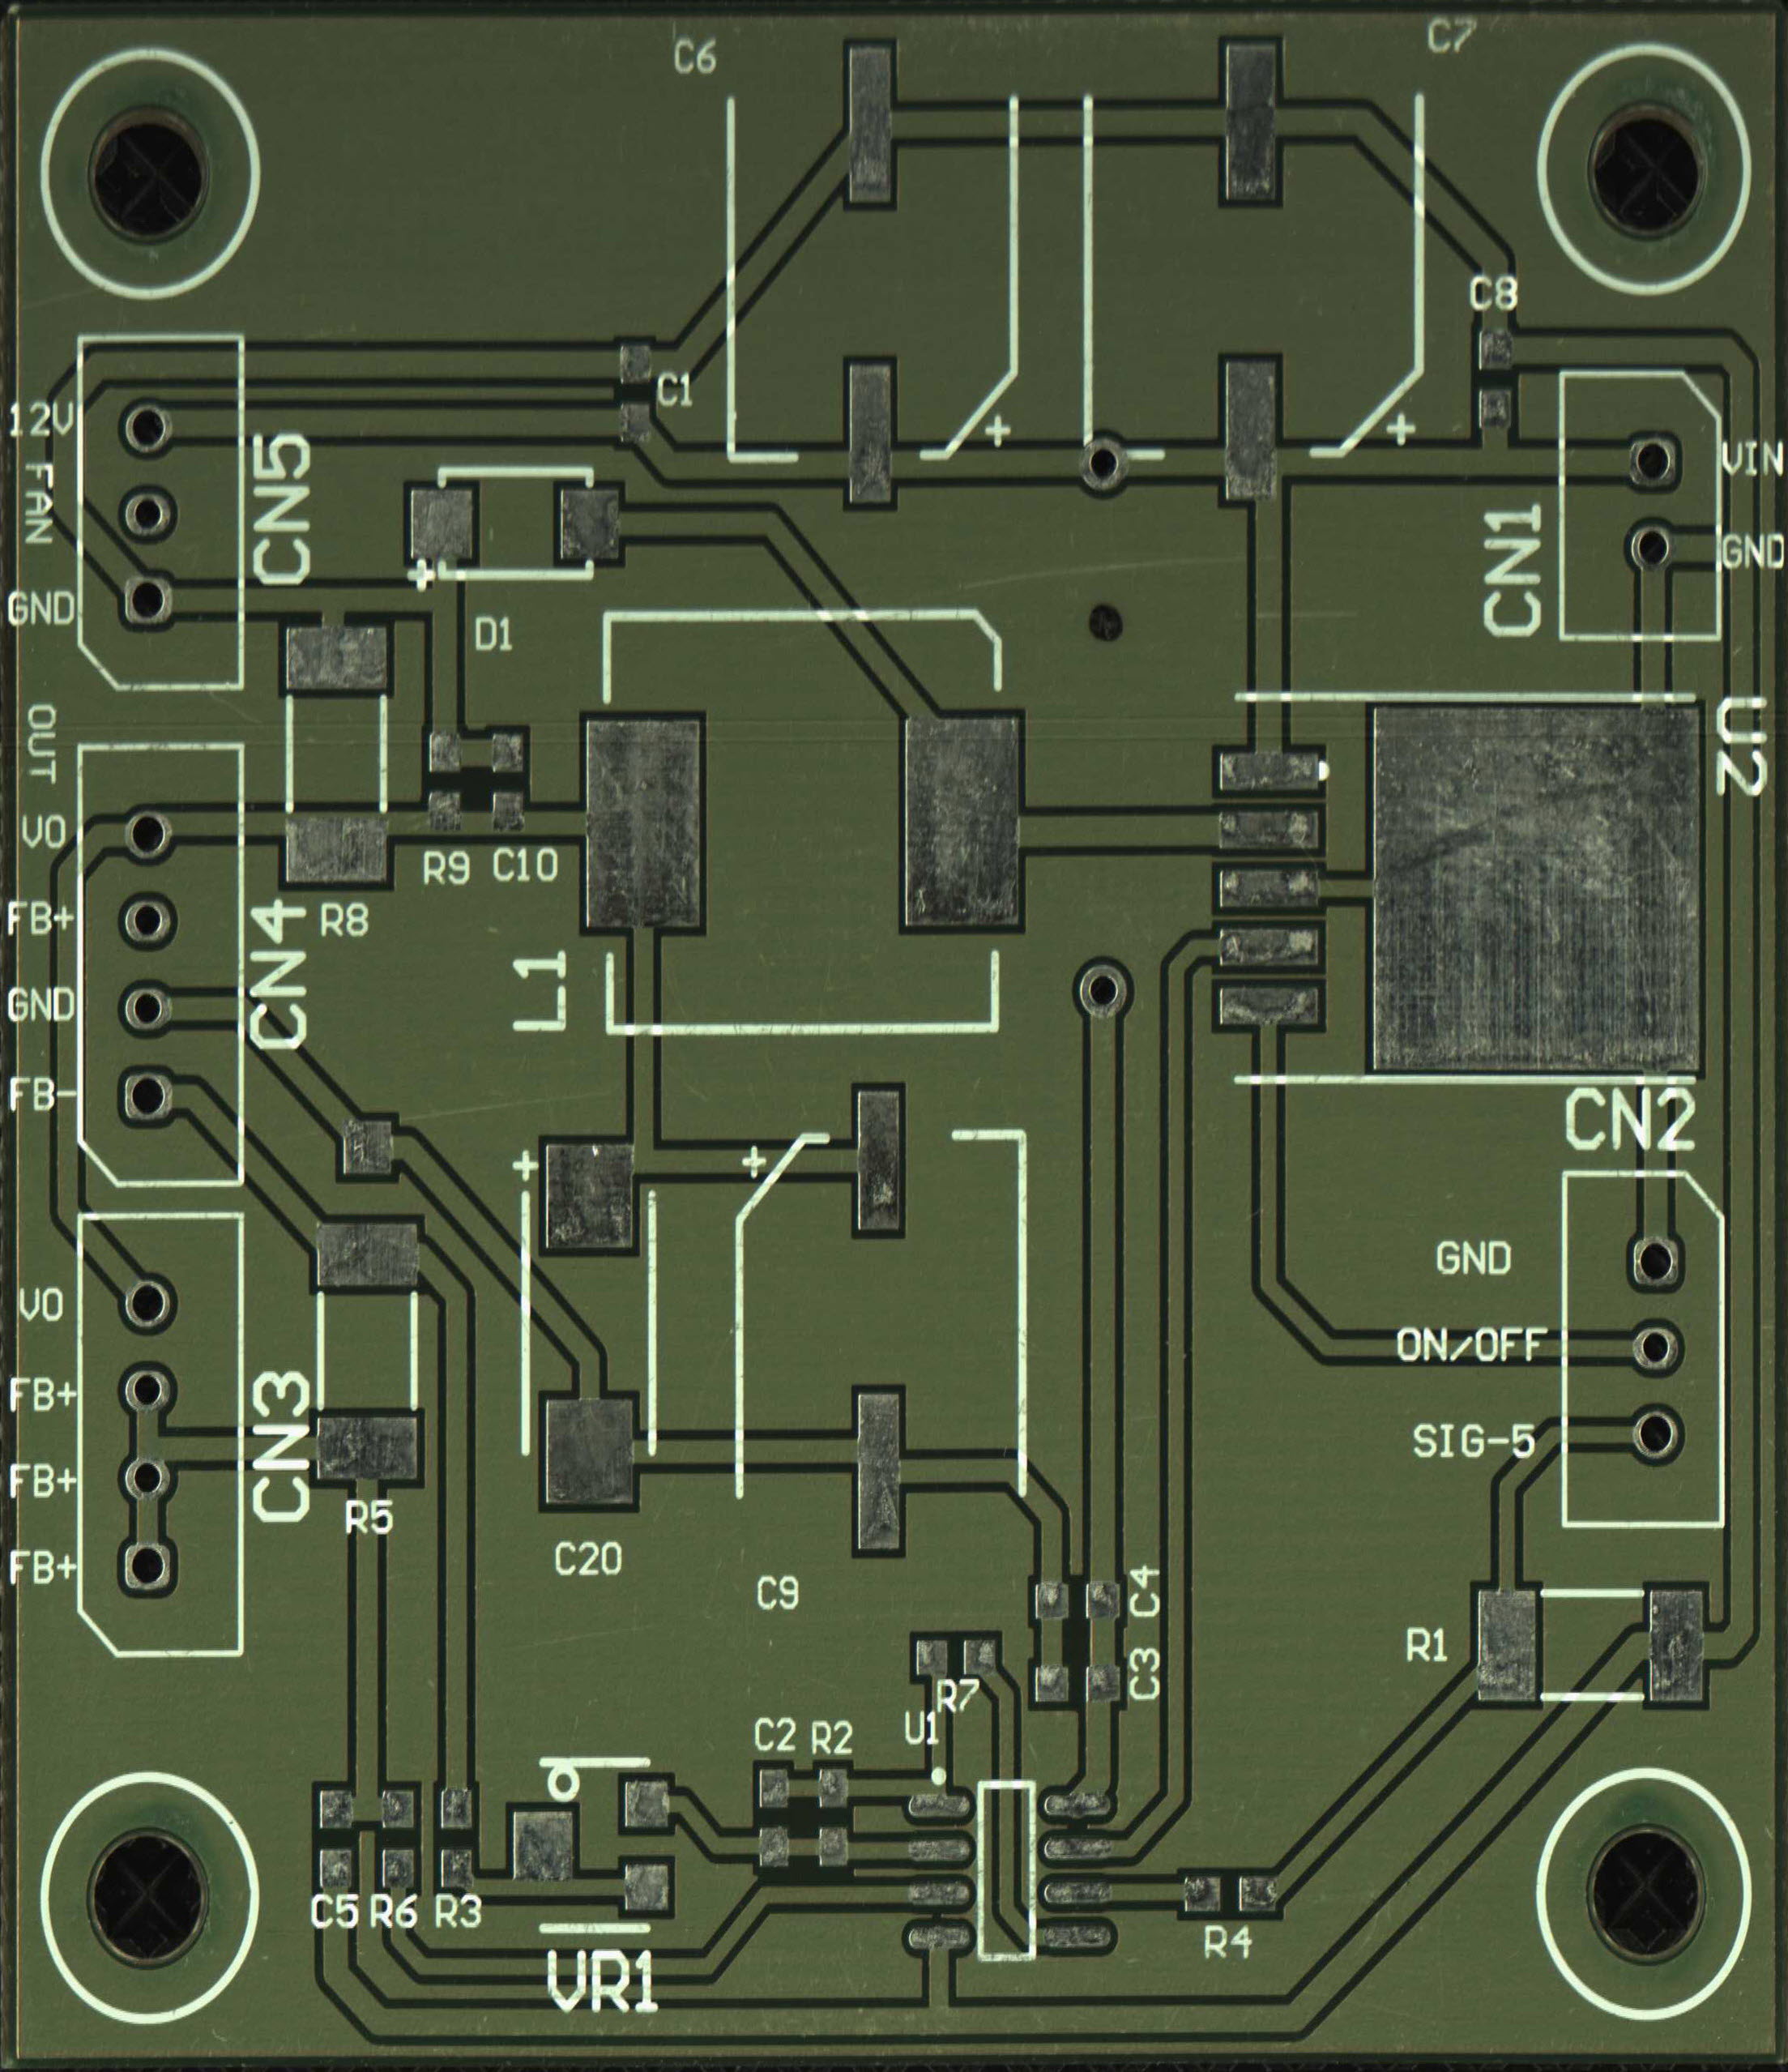 C6
C7
C8
C1
12V
FAN
GND
CN5
VIN
GND
CN1
D1
U2
OUT
VO
FB+
GND
FB-
CN4
R9
C10
R8
L1
CN2
+
+
+
+
+
GND
ON/OFF
SIG-5
VO
FB+
FB+
FB+
CN3
R5
C20
C9
C4
C3
R1
R7
U1
C2
R2
C5
R6
R3
R4
VR1